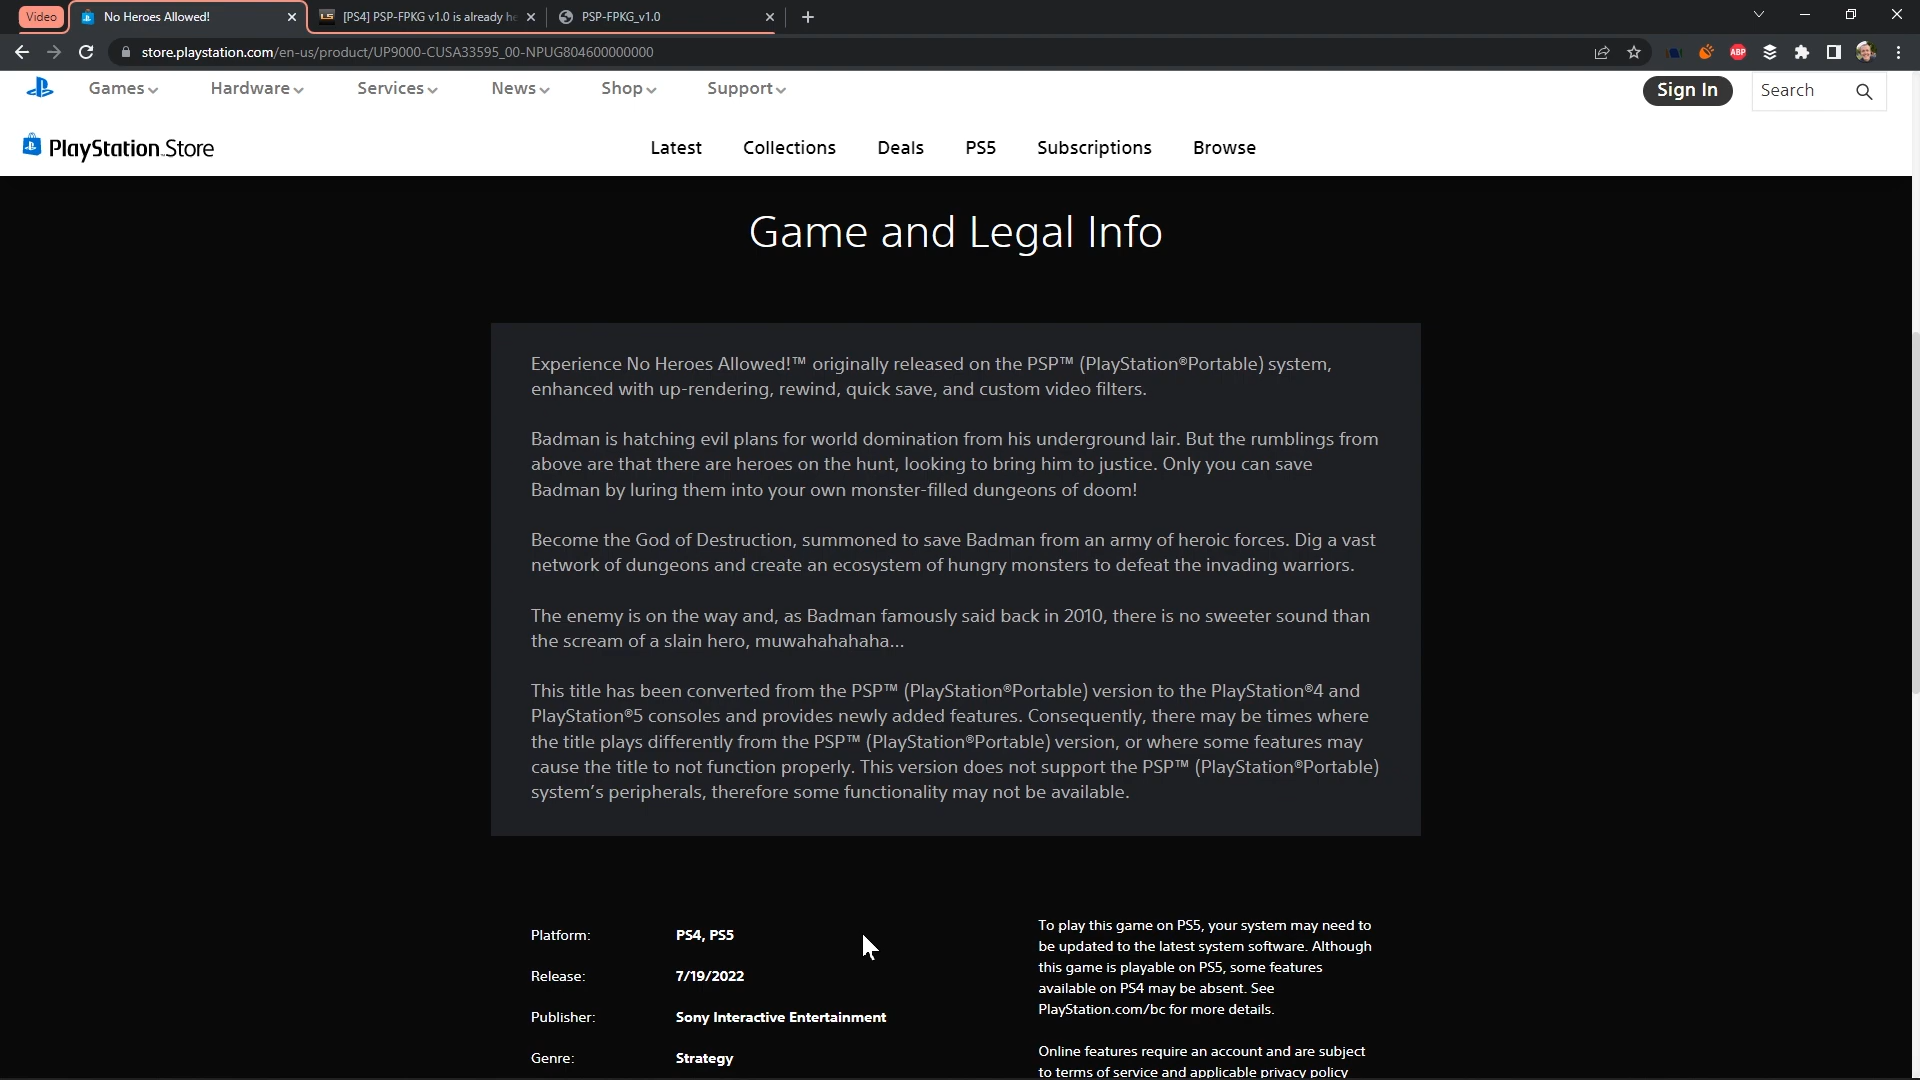 Video
No Heroes Allowed!
[PS4] PSP-FPKG v1.0 is already he
PSP-FPKG_v1.0
store.playstation.com/en-us/product/UP9000-CUSA33595_00-NPUG804600000000
ABP
Games
Hardware
Services
News
Shop
Support
Sign In
Search
PlayStation Store
Latest
Collections
Deals
PS5
Subscriptions
Browse
Game and Legal Info
Experience No Heroes Allowed!™ originally released on the PSP™ (PlayStation®Portable) system,
enhanced with up-rendering, rewind, quick save, and custom video filters.
Badman is hatching evil plans for world domination from his underground lair. But the rumblings from
above are that there are heroes on the hunt, looking to bring him to justice. Only you can save
Badman by luring them into your own monster-filled dungeons of doom!
Become the God of Destruction, summoned to save Badman from an army of heroic forces. Dig a vast
network of dungeons and create an ecosystem of hungry monsters to defeat the invading warriors.
The enemy is on the way and, as Badman famously said back in 2010, there is no sweeter sound than
the scream of a slain hero, muwahahahaha...
This title has been converted from the PSP™ (PlayStation®Portable) version to the PlayStation®4 and
PlayStation®5 consoles and provides newly added features. Consequently, there may be times where
the title plays differently from the PSP™ (PlayStation®Portable) version, or where some features may
cause the title to not function properly. This version does not support the PSP™ (PlayStation®Portable)
system's peripherals, therefore some functionality may not be available.
Platform: PS4, PS5
Release: 7/19/2022
Publisher: Sony Interactive Entertainment
Genre: Strategy
To play this game on PS5, your system may need to
be updated to the latest system software. Although
this game is playable on PS5, some features
available on PS4 may be absent. See
PlayStation.com/bc for more details.
Online features require an account and are subject
to terms of service and applicable privacy policy